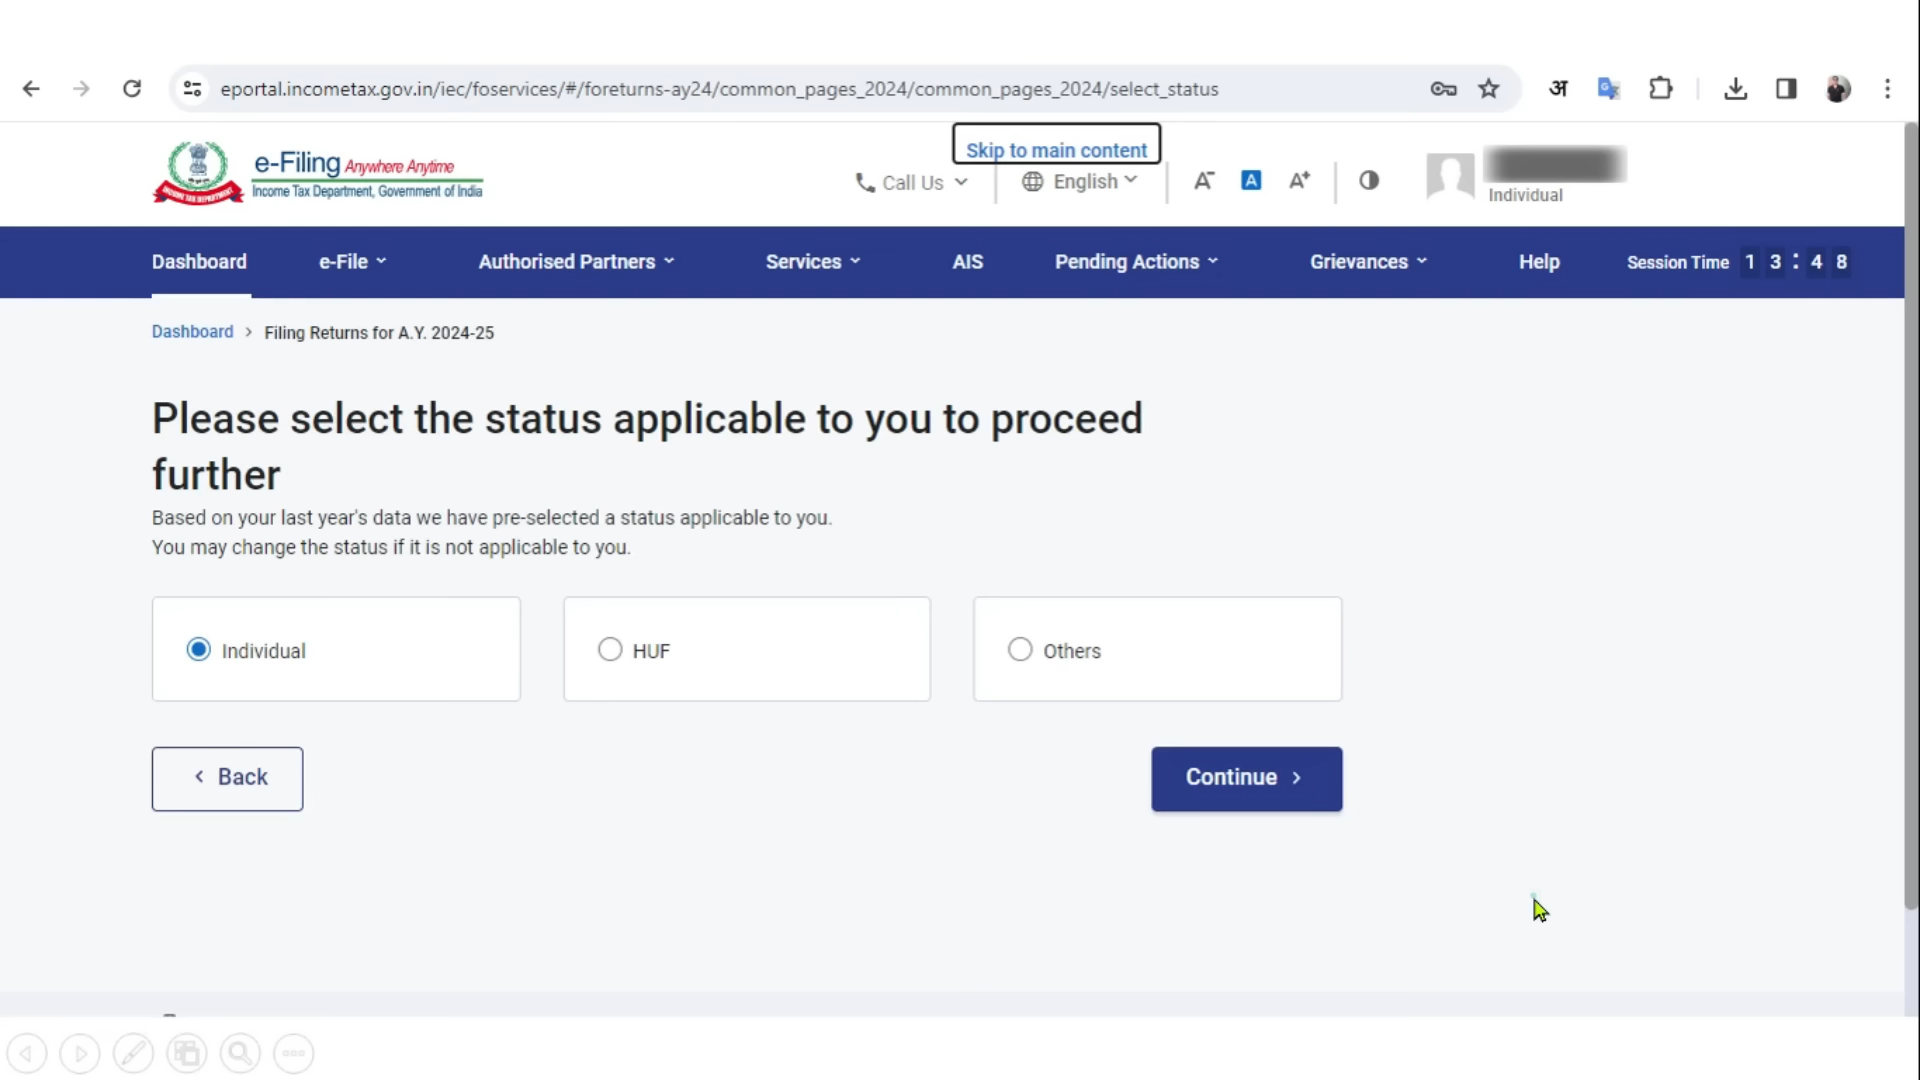 eportal.incometax.gov.in/iec/foservices/#/foreturns-ay24/common_pages_2024/common_pages_2024/select_status
अ
Skip to main content
e-Filing Anywhere Anytime
Income Tax Department, Government of India
Call Us
English
A- A A+
Individual
Dashboard e-File Authorised Partners Services AIS Pending Actions Grievances Help Session Time 1 3 : 4 8
Dashboard > Filing Returns for A.Y. 2024-25
Please select the status applicable to you to proceed
further
Based on your last year's data we have pre-selected a status applicable to you.
You may change the status if it is not applicable to you.
Individual HUF Others
< Back Continue >